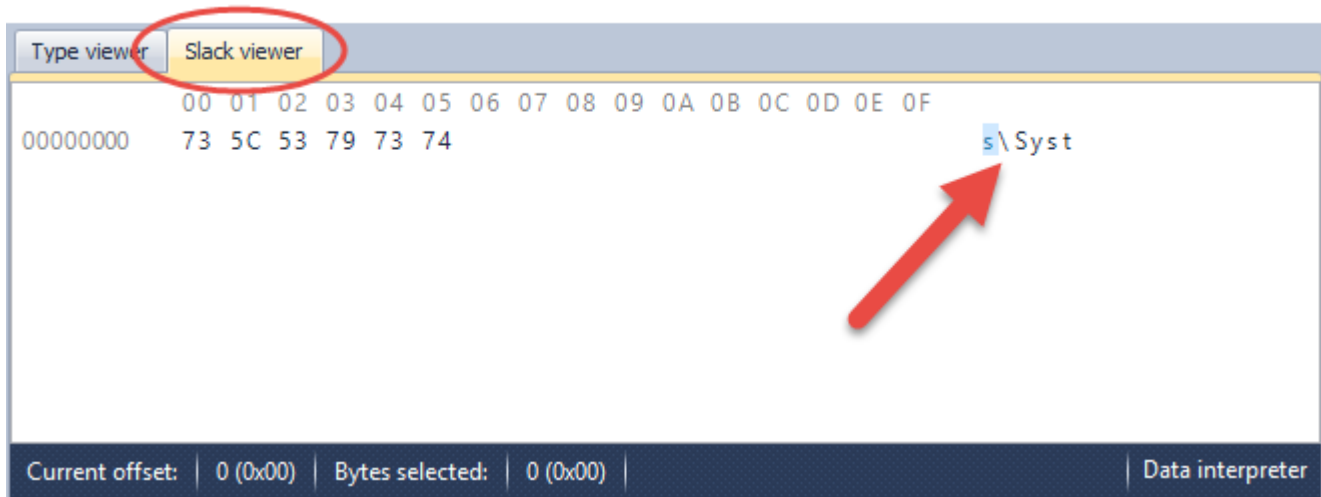 Type viewer Slack viewer
00 01 02 03 04 05 06 07 08 09 0A 0B 0C 0D 0E 0F
00000000 73 5C 53 79 73 74 s\Syst
Current offset: 0 (0x00) Bytes selected: 0 (0x00) Data interpreter